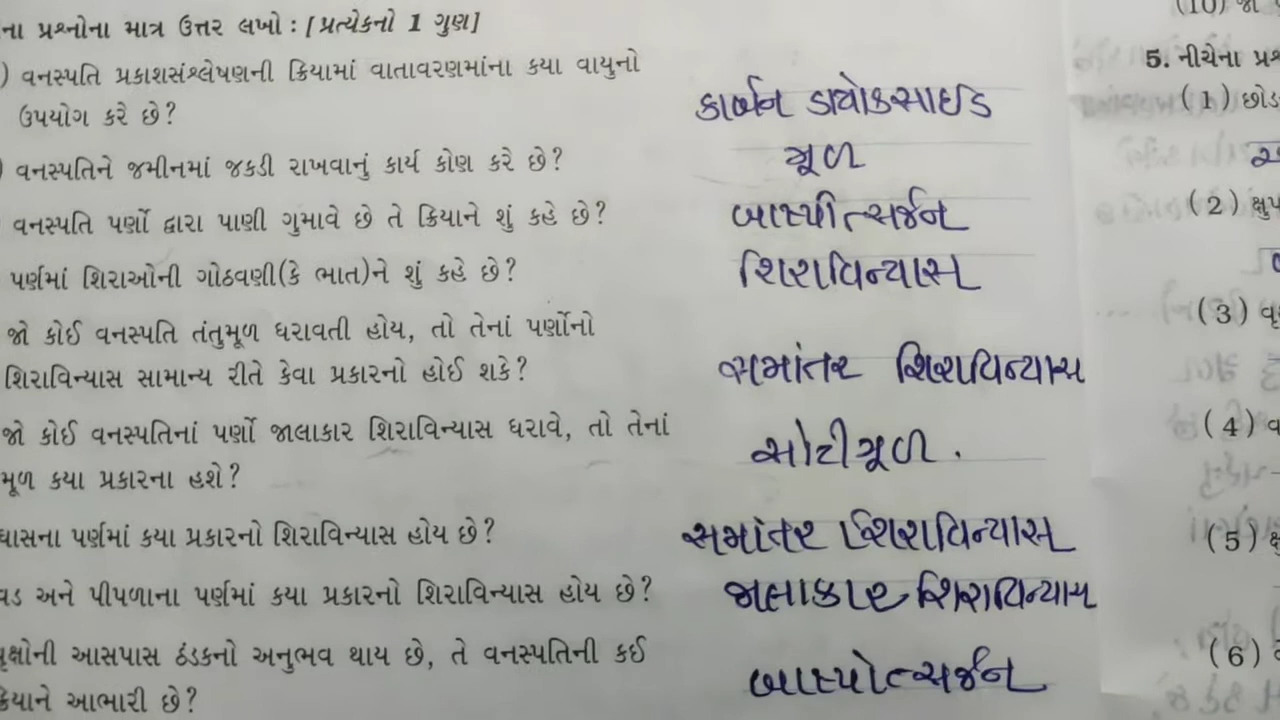 ના પ્રશ્નોના માત્ર ઉત્તર લખો : [પ્રત્યેકનો 1 ગુણ]
) વનસ્પતિ પ્રકાશસંશ્લેષણની ક્રિયામાં વાતાવરણમાંના કયા વાયુનો
ઉપયોગ કરે છે?
કાર્બન ડાયોકસાઇડ
) વનસ્પતિને જમીનમાં જકડી રાખવાનું કાર્ય કોણ કરે છે?
મૂળ
વનસ્પતિ પર્ણો દ્વારા પાણી ગુમાવે છે તે ક્રિયાને શું કહે છે?
બાષ્પોત્સર્જન
પર્ણમાં શિરાઓની ગોઠવણી(કે ભાત)ને શું કહે છે?
શિરાવિન્યાસ
જો કોઈ વનસ્પતિ તંતુમૂળ ધરાવતી હોય, તો તેનાં પર્ણોનો
શિરાવિન્યાસ સામાન્ય રીતે કેવા પ્રકારનો હોઈ શકે?
સમાંતર શિરાવિન્યાસ
જો કોઈ વનસ્પતિનાં પર્ણો જાલાકાર શિરાવિન્યાસ ધરાવે, તો તેનાં
મૂળ કયા પ્રકારના હશે?
સોટીમૂળ .
ઘાસના પર્ણમાં કયા પ્રકારનો શિરાવિન્યાસ હોય છે?
સમાંતર શિરાવિન્યાસ
વડ અને પીપળાના પર્ણમાં કયા પ્રકારનો શિરાવિન્યાસ હોય છે?
જાલાકાર શિરાવિન્યાસ
વૃક્ષોની આસપાસ ઠંડકનો અનુભવ થાય છે, તે વનસ્પતિની કઈ
ક્રિયાને આભારી છે?
બાષ્પોત્સર્જન
(10) જો
5. નીચેના પ્રશ્
(1) છોડ
(2) ક્ષુપ
(3) વૃ
(4) વ
(5) ક્ષ
(6)